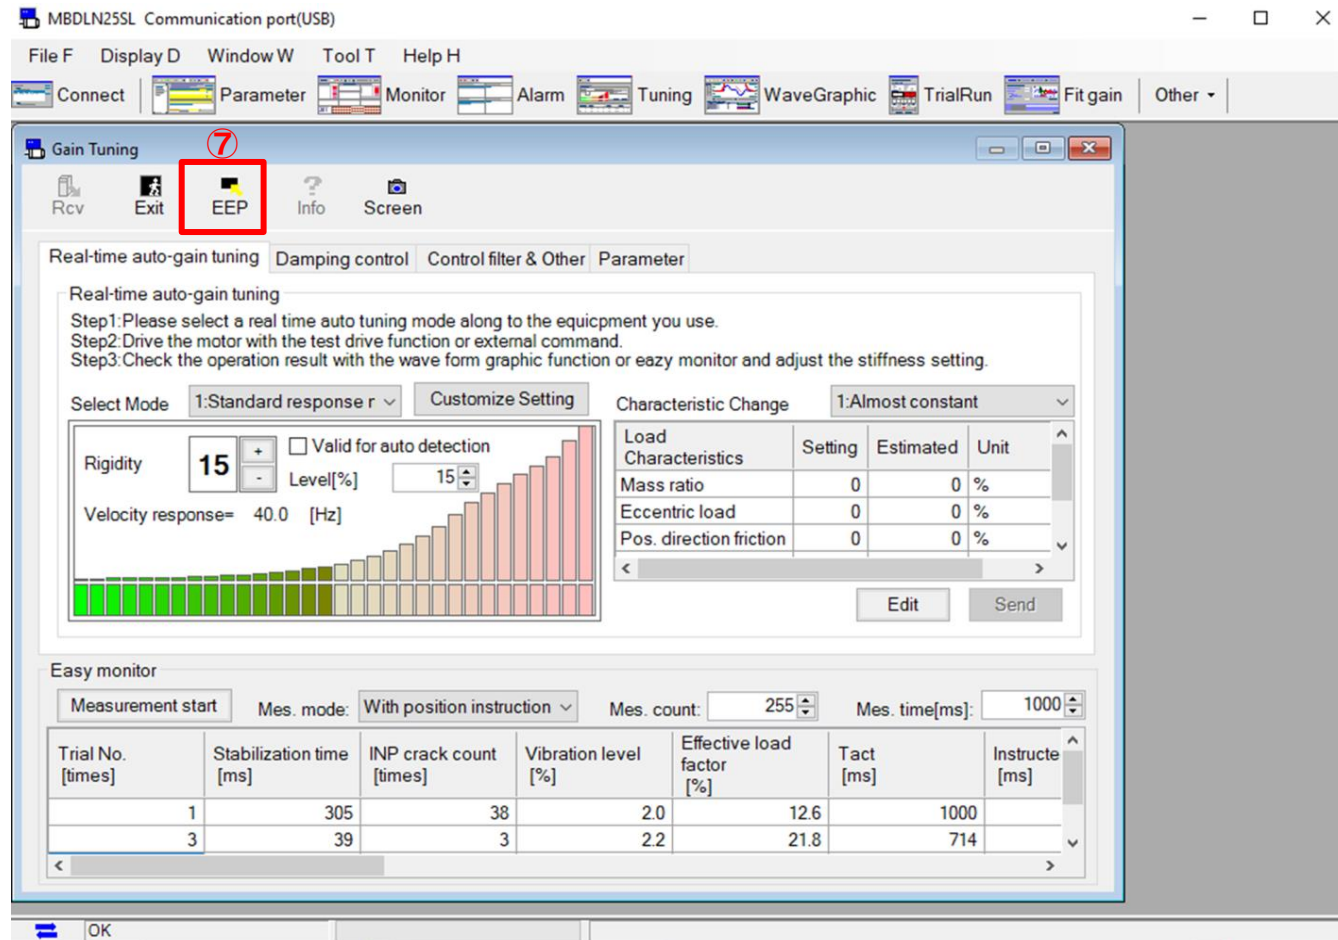 MBDLN25SL Communication port(USB)
File F Display D Window W Tool T Help H
Connect Parameter Monitor Alarm Tuning WaveGraphic TrialRun Fit gain Other
Gain Tuning
⑦
Rcv Exit EEP Info Screen
Real-time auto-gain tuning Damping control Control filter & Other Parameter
Real-time auto-gain tuning
Step1:Please select a real time auto tuning mode along to the equicpment you use.
Step2:Drive the motor with the test drive function or external command.
Step3:Check the operation result with the wave form graphic function or eazy monitor and adjust the stiffness setting.
Select Mode 1:Standard response r Customize Setting Characteristic Change 1:Almost constant
Rigidity 15 + - Valid for auto detection
Level[%] 15
Velocity response= 40.0 [Hz]
Load Characteristics Setting Estimated Unit
Mass ratio 0 0 %
Eccentric load 0 0 %
Pos. direction friction 0 0 %
Edit Send
Easy monitor
Measurement start Mes. mode: With position instruction Mes. count: 255 Mes. time[ms]: 1000
Trial No. [times] Stabilization time [ms] INP crack count [times] Vibration level [%] Effective load factor [%] Tact [ms] Instructe [ms]
1 305 38 2.0 12.6 1000
3 39 3 2.2 21.8 714
OK